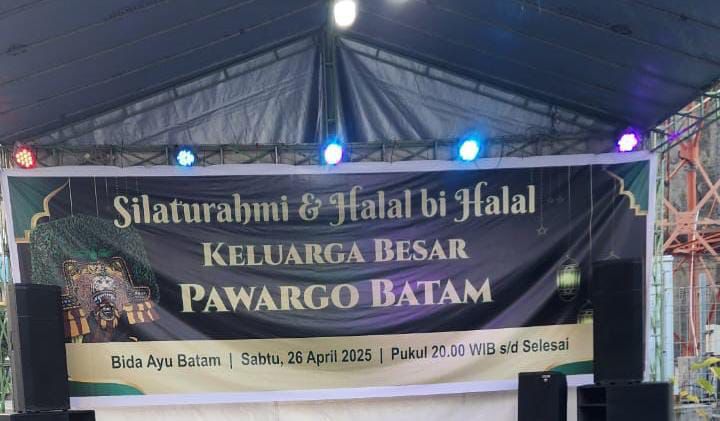 Silaturahmi & Halal bi Halal
KELUARGA BESAR
PAWARGO BATAM
Bida Ayu Batam | Sabtu, 26 April 2025 | Pukul 20.00 WIB s/d Selesai